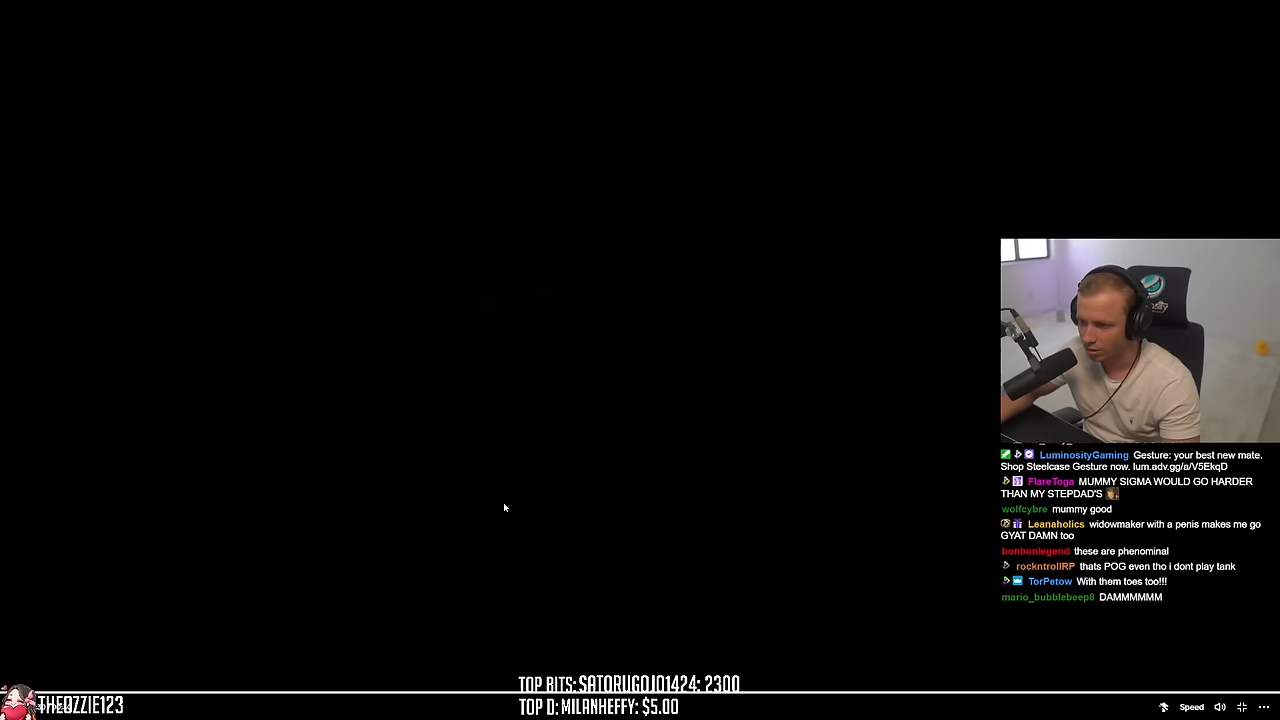 LuminosityGaming Gesture: your best new mate.
Shop Steelcase Gesture now. lum.adv.gg/a/V5EkqD
FlareToga MUMMY SIGMA WOULD GO HARDER
THAN MY STEPDAD'S
wolfcybre mummy good
Leanaholics widowmaker with a penis makes me go
GYAT DAMN too
bonbonlegend these are phenominal
rockntrollRP thats POG even tho i dont play tank
TorPetow With them toes too!!!
mario_bubblebeep8 DAMMMMMM
TOP BITS: SATORUGOJO1424: 2300
THEOZZIE123
TOP D: MILANHEFFY: $5.00
Speed